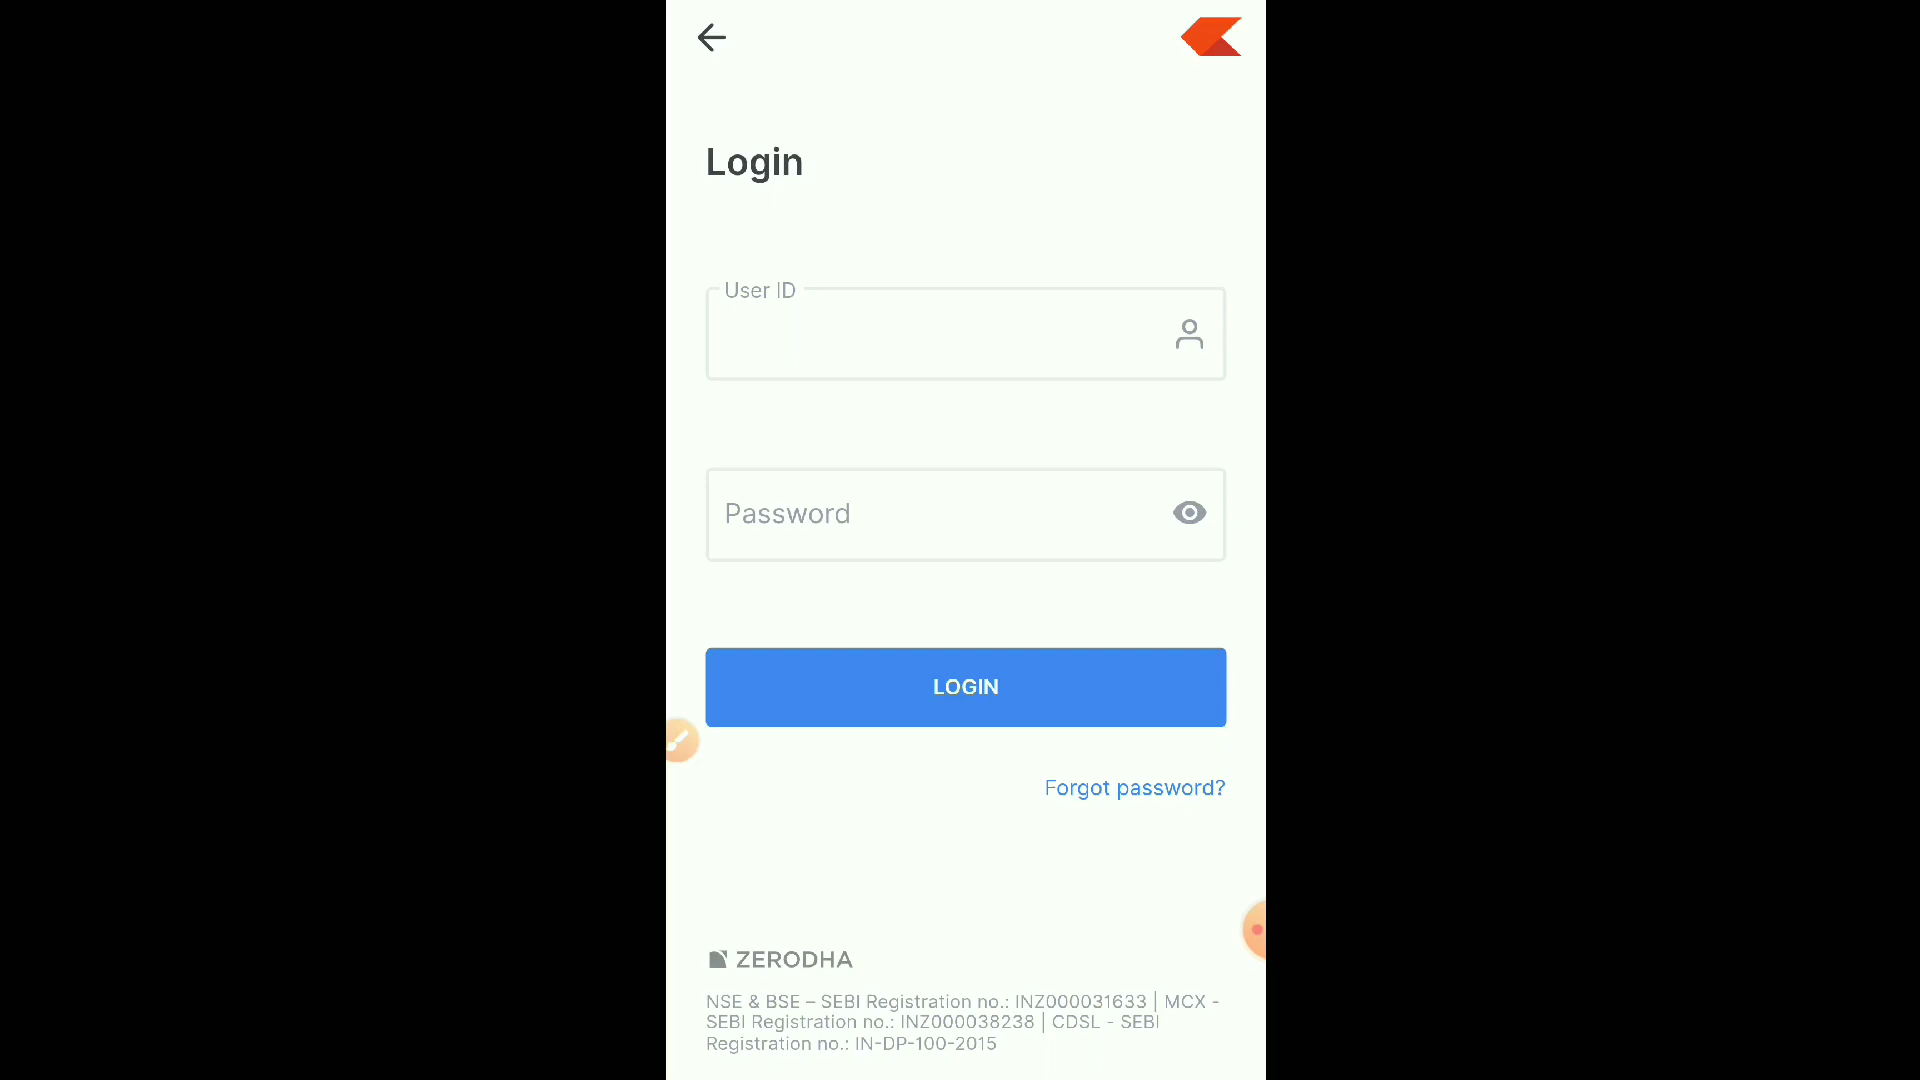 Login
User ID
Password
LOGIN
Forgot password?
ZERODHA
NSE & BSE – SEBI Registration no.: INZ000031633 | MCX -
SEBI Registration no.: INZ000038238 | CDSL - SEBI
Registration no.: IN-DP-100-2015